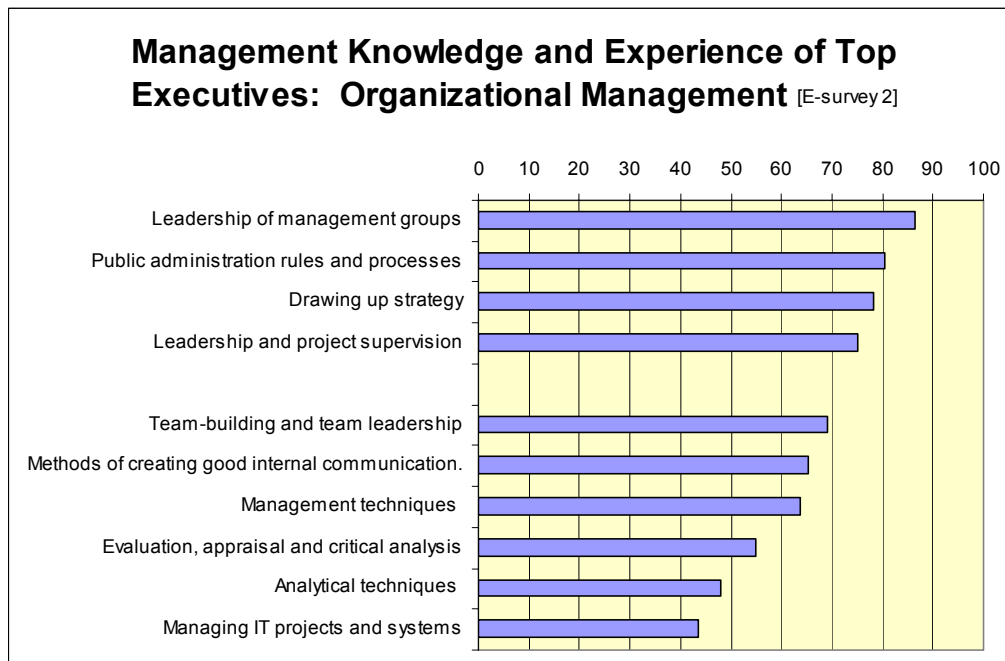 Management Knowledge and Experience of Top
Executives: Organizational Management [E-survey 2]
0 10 20 30 40 50 60 70 80 90 100
Leadership of management groups
Public administration rules and processes
Drawing up strategy
Leadership and project supervision
Team-building and team leadership
Methods of creating good internal communication.
Management techniques
Evaluation, appraisal and critical analysis
Analytical techniques
Managing IT projects and systems